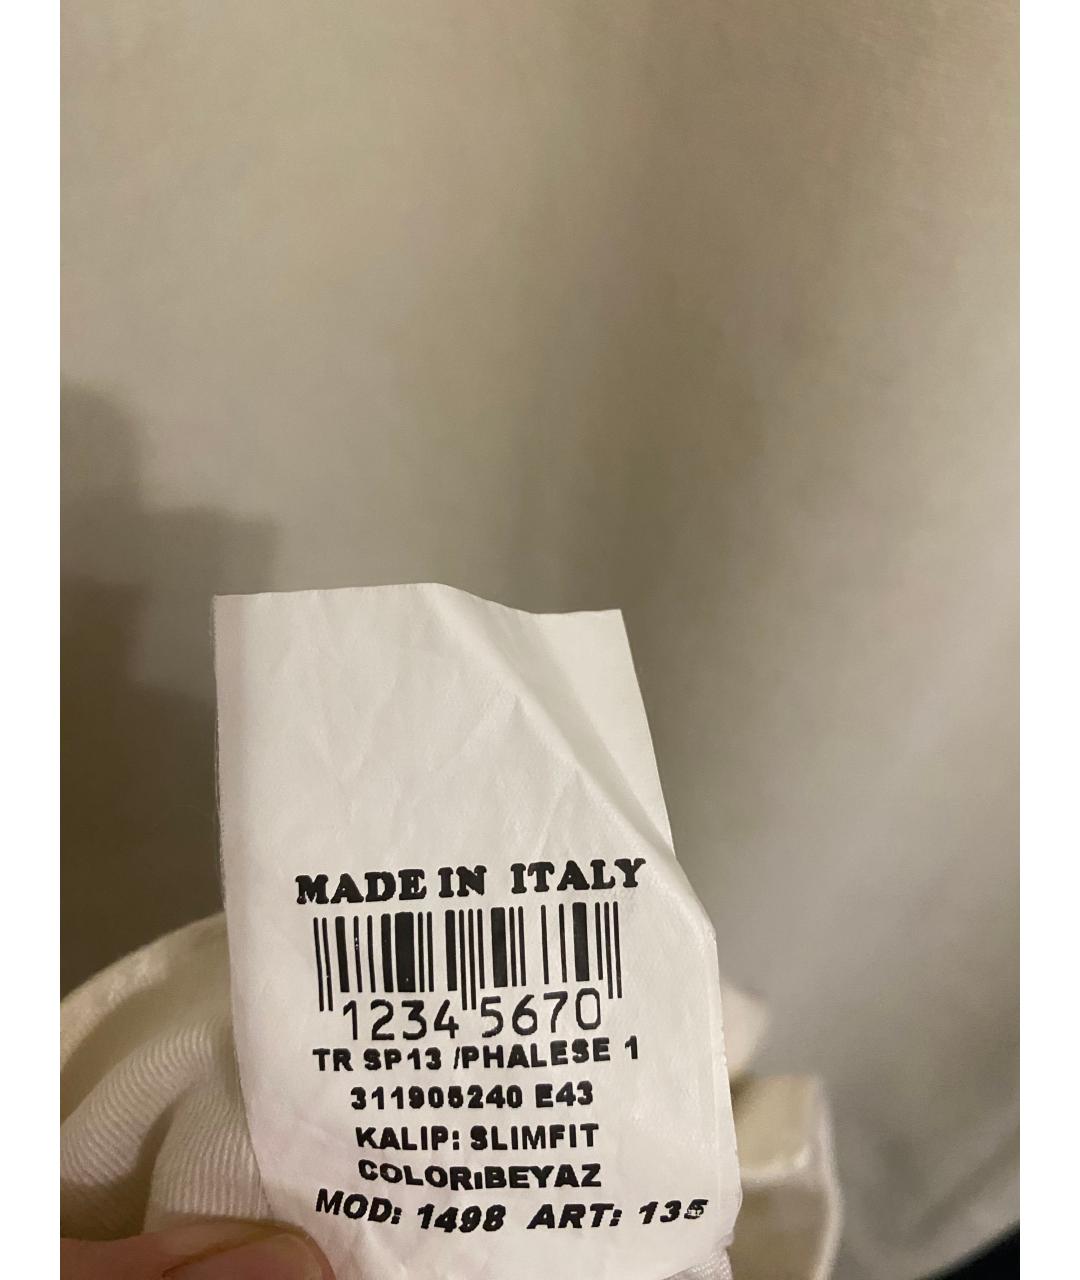 MADE IN ITALY
1234 5670
TR SP13 /PHALESE 1
311905240 E43
KALIP: SLIMFIT
COLOR:BEYAZ
MOD: 1498 ART: 135